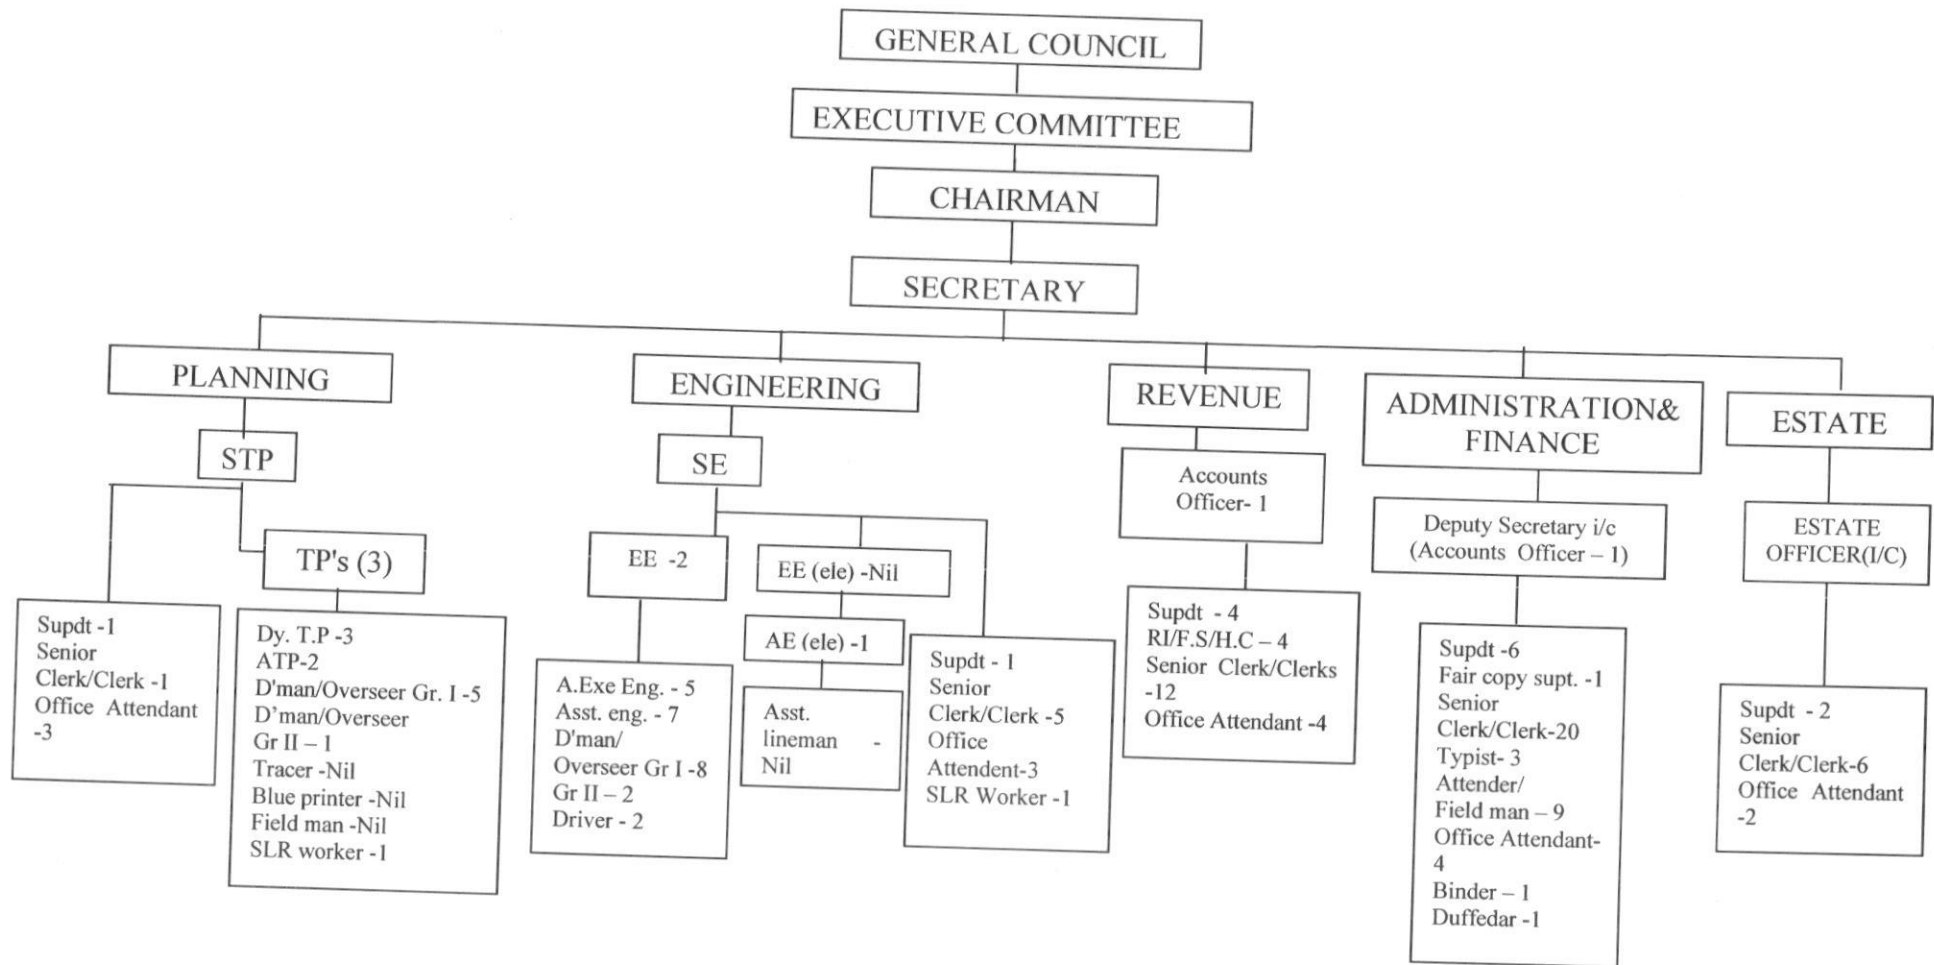 GENERAL COUNCIL
EXECUTIVE COMMITTEE
CHAIRMAN
SECRETARY
PLANNING
STP
Supdt -1
Senior
Clerk/Clerk -1
Office Attendant
-3
TP's (3)
Dy. T.P -3
ATP-2
D'man/Overseer Gr. I -5
D’man/Overseer
Gr II – 1
Tracer -Nil
Blue printer -Nil
Field man -Nil
SLR worker -1
ENGINEERING
SE
EE -2
A.Exe Eng. - 5
Asst. eng. - 7
D'man/
Overseer Gr I -8
Gr II – 2
Driver - 2
EE (ele) -Nil
AE (ele) -1
Asst.
lineman -
Nil
Supdt - 1
Senior
Clerk/Clerk -5
Office
Attendent-3
SLR Worker -1
REVENUE
Accounts
Officer- 1
Supdt - 4
RI/F.S/H.C – 4
Senior Clerk/Clerks
-12
Office Attendant -4
ADMINISTRATION&
FINANCE
Deputy Secretary i/c
(Accounts Officer – 1)
Supdt -6
Fair copy supt. -1
Senior
Clerk/Clerk-20
Typist- 3
Attender/
Field man – 9
Office Attendant-
4
Binder – 1
Duffedar -1
ESTATE
ESTATE
OFFICER(I/C)
Supdt - 2
Senior
Clerk/Clerk-6
Office Attendant
-2